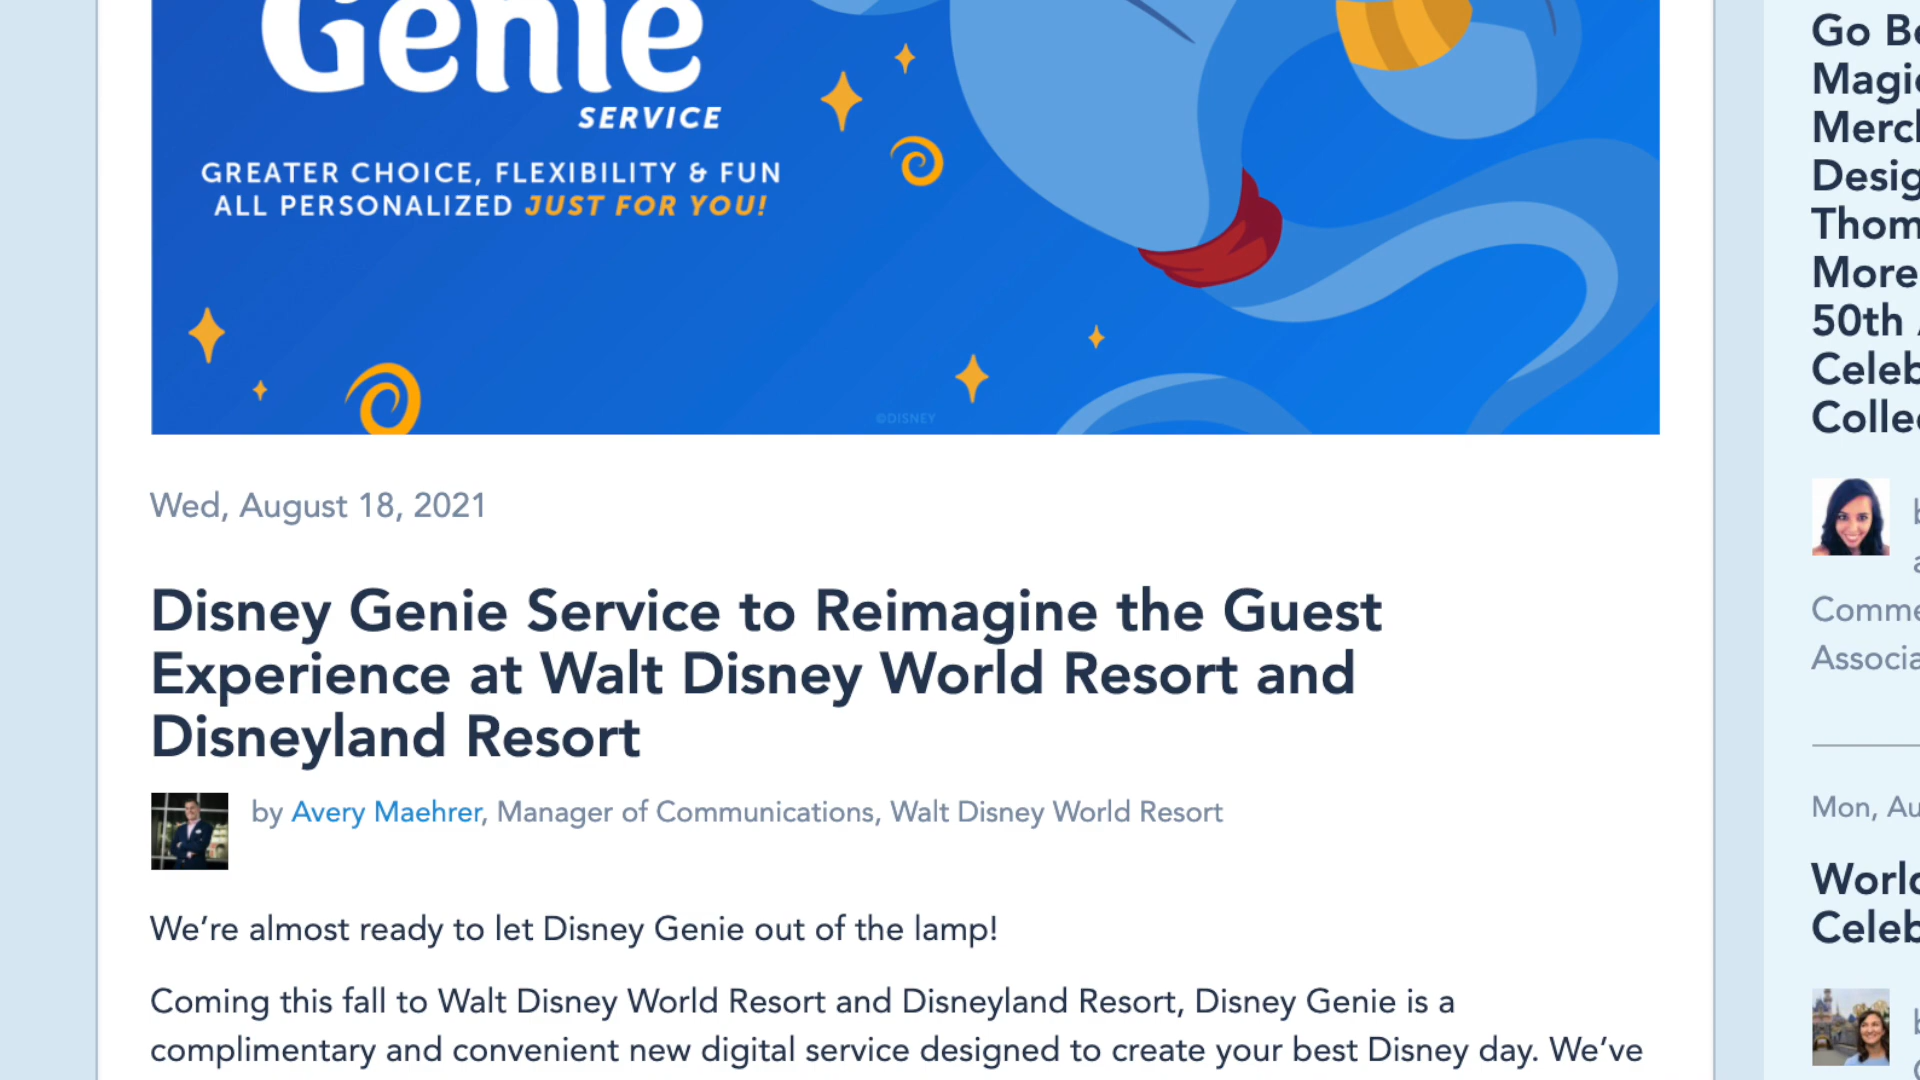 Genie
SERVICE
GREATER CHOICE, FLEXIBILITY & FUN
ALL PERSONALIZED JUST FOR YOU!
©DISNEY
Wed, August 18, 2021
Disney Genie Service to Reimagine the Guest
Experience at Walt Disney World Resort and
Disneyland Resort
by Avery Maehrer, Manager of Communications, Walt Disney World Resort
We’re almost ready to let Disney Genie out of the lamp!
Coming this fall to Walt Disney World Resort and Disneyland Resort, Disney Genie is a
complimentary and convenient new digital service designed to create your best Disney day. We’ve
Go
More
50th
Mon,